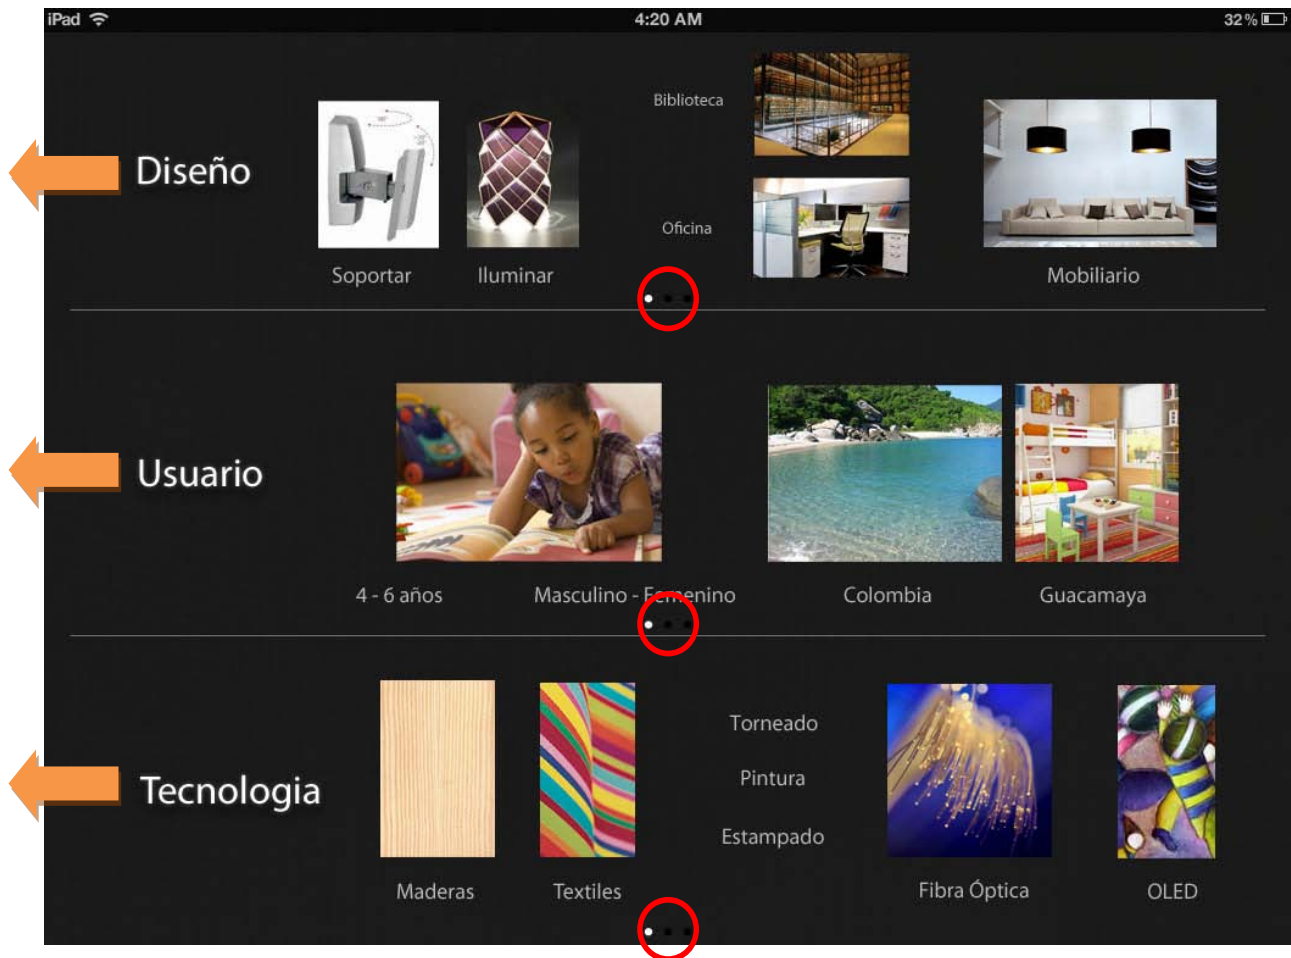 iPad 4:20 AM 32%
Diseño
Biblioteca
Oficina
Soportar Iluminar Mobiliario
Usuario
4 - 6 años Masculino - Femenino Colombia Guacamaya
Tecnologia
Torneado
Pintura
Estampado
Maderas Textiles Fibra Óptica OLED